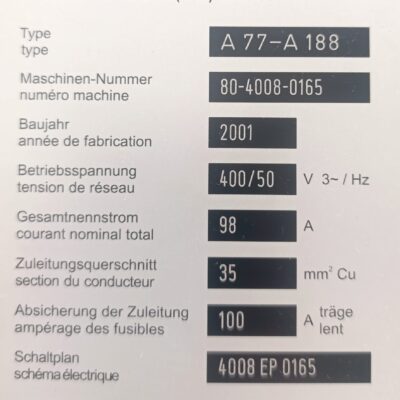 Type A 77-A 188
type
Maschinen-Nummer 80-4008-0165
numéro machine
Baujahr 2001
année de fabrication
Betriebsspannung 400/50 V 3~ / Hz
tension de réseau
Gesamtnennstrom 98 A
courant nominal total
Zuleitungsquerschnitt 35 mm² Cu
section du conducteur
Absicherung der Zuleitung 100 A träge
ampérage des fusibles lent
Schaltplan 4008 EP 0165
schéma électrique